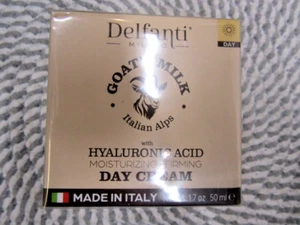 Delfanti
DAY
GOAT MILK
Italian Alps
with
HYALURONIC ACID
MOISTURIZING FIRMING
DAY CREAM
MADE IN ITALY
1.7 oz 50 ml e